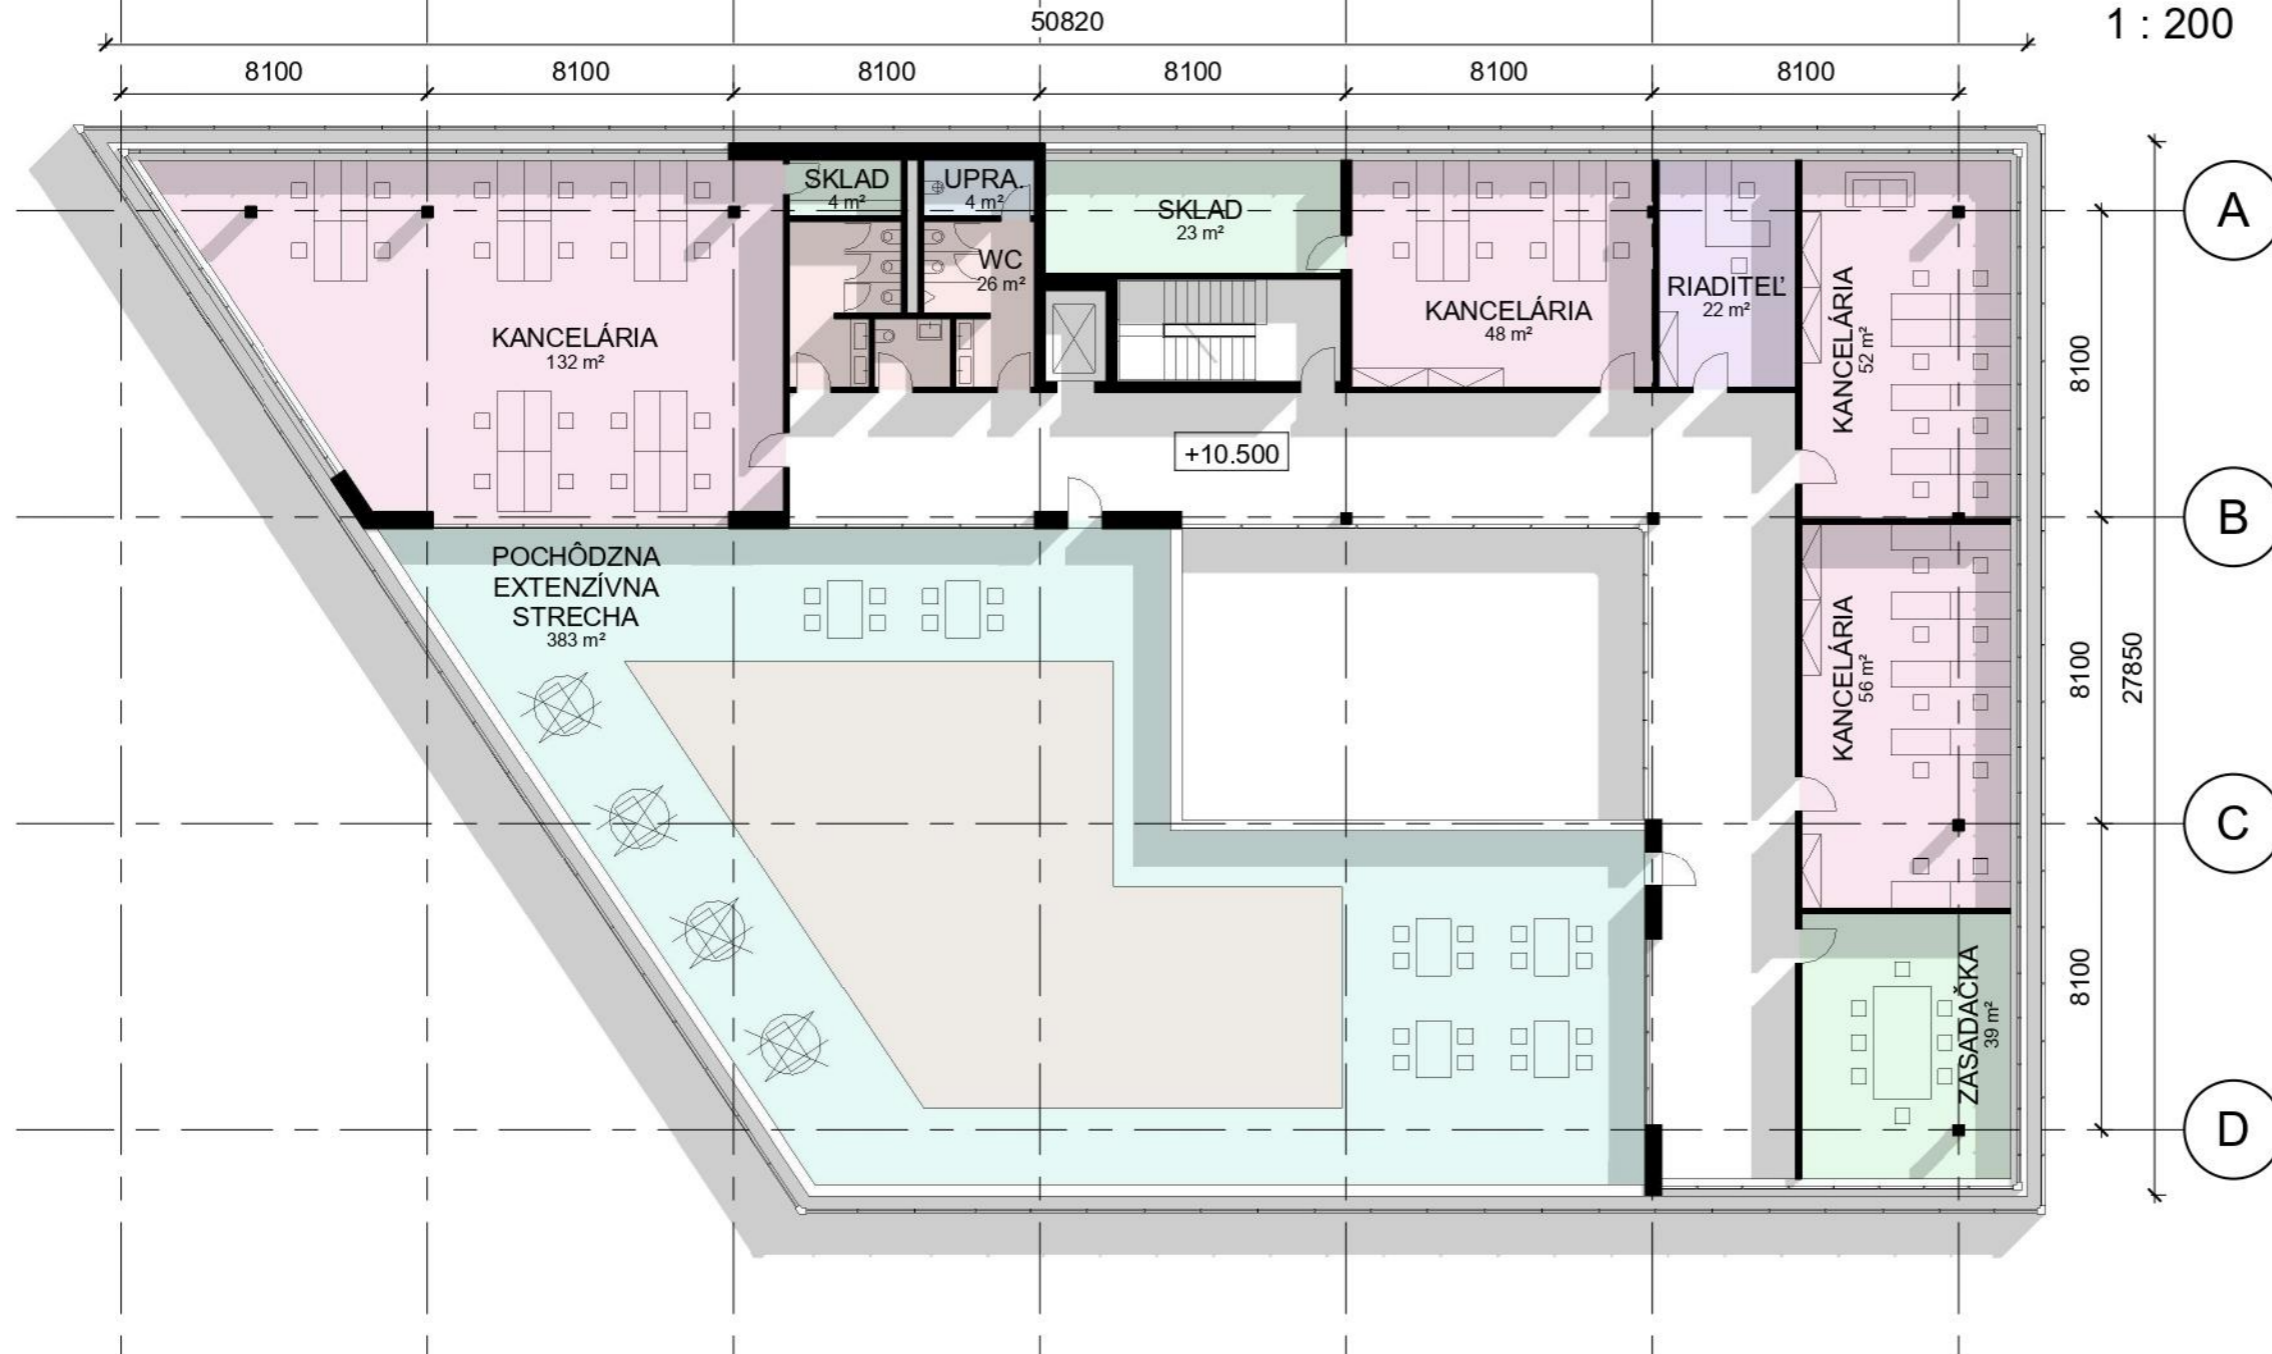 50820
1 : 200
8100
8100
8100
8100
8100
8100
SKLAD
4 m²
UPRA.
4 m²
SKLAD
23 m²
WC
26 m²
KANCELÁRIA
132 m²
KANCELÁRIA
48 m²
RIADITEĽ
22 m²
KANCELÁRIA
52 m²
A
8100
+10.500
B
POCHÔDZNA
EXTENZÍVNA
STRECHA
383 m²
KANCELÁRIA
56 m²
8100
27850
C
ZASADAČKA
39 m²
8100
D